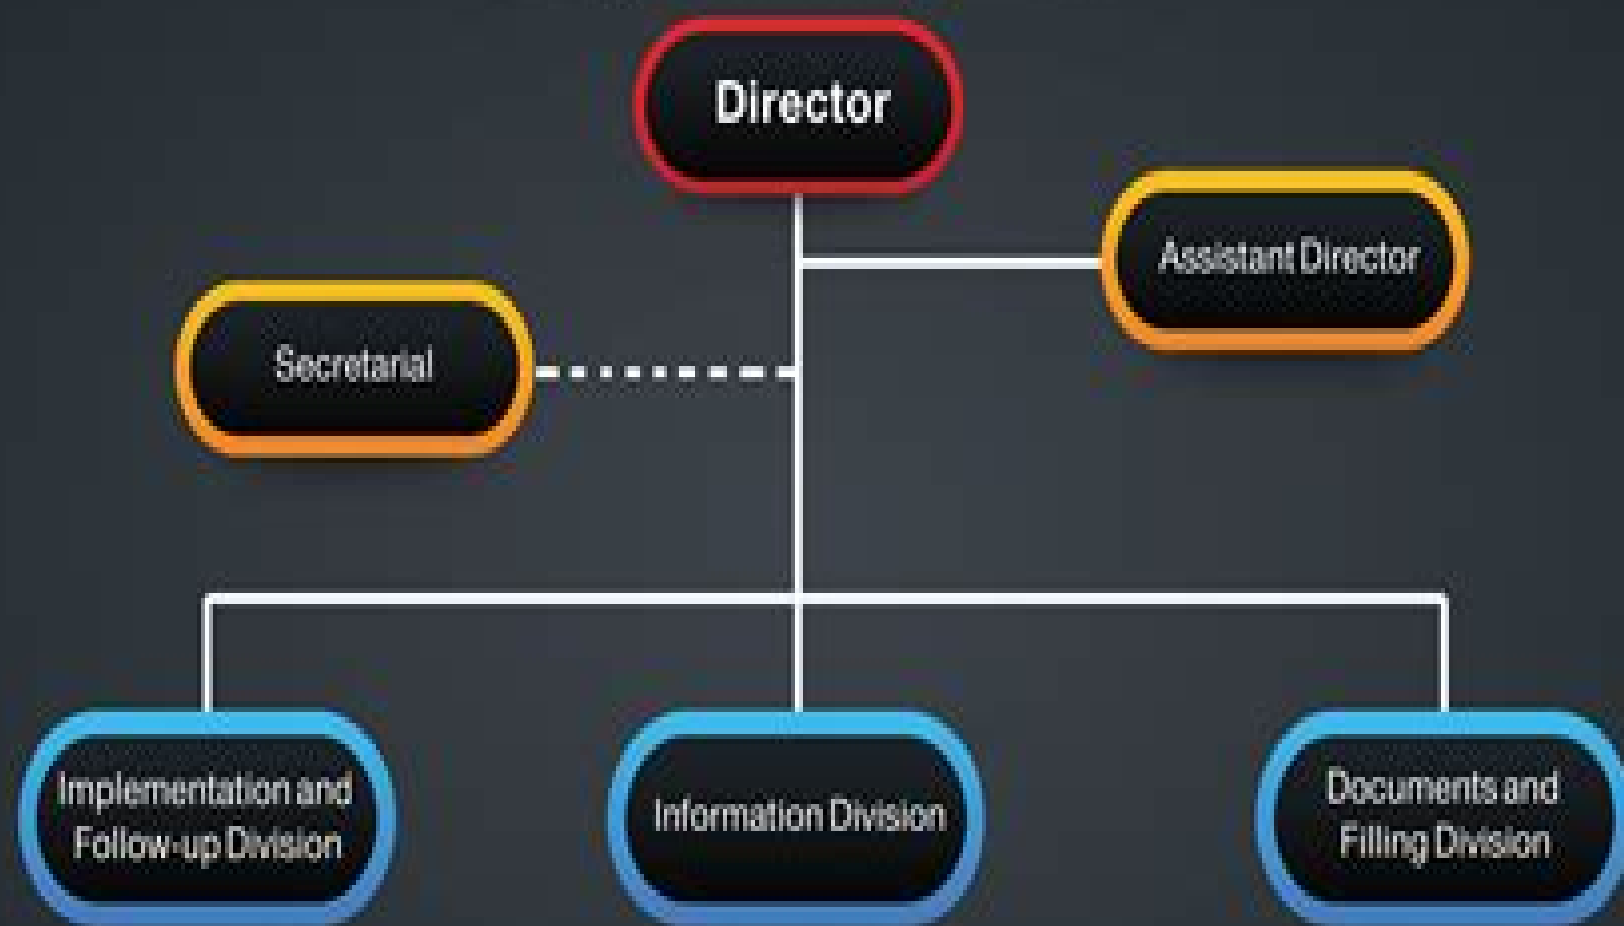 Director
Assistant Director
Secretarial
Implementation and
Follow-up Division
Information Division
Documents and
Filling Division